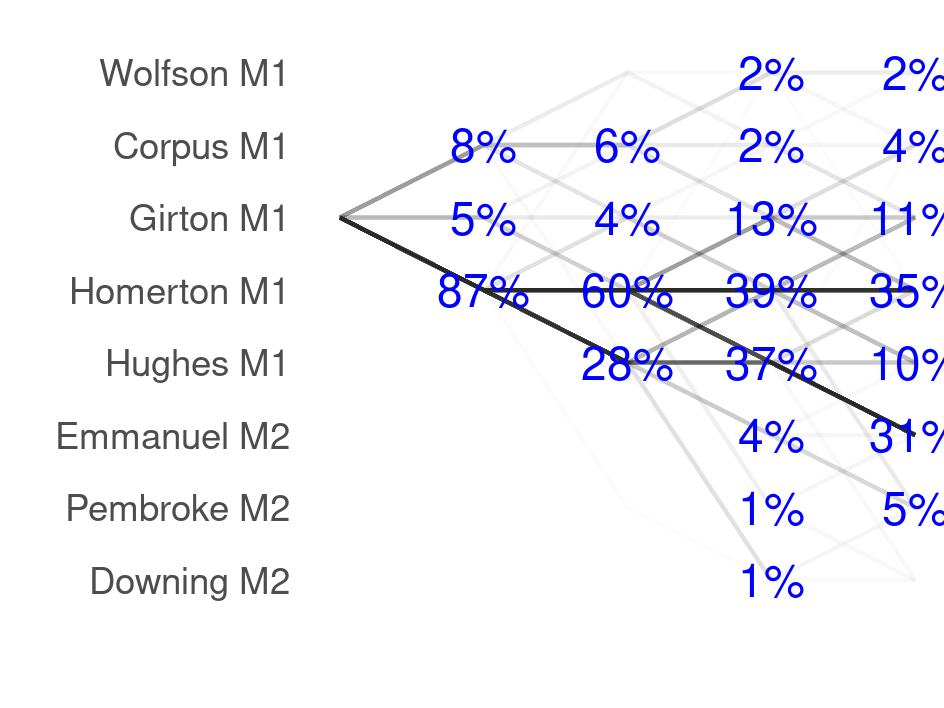 Wolfson M1 2% 2%
Corpus M1 8% 6% 2% 4%
Girton M1 5% 4% 13% 11%
Homerton M1 87% 60% 39% 35%
Hughes M1 28% 37% 10%
Emmanuel M2 4% 31%
Pembroke M2 1% 5%
Downing M2 1%